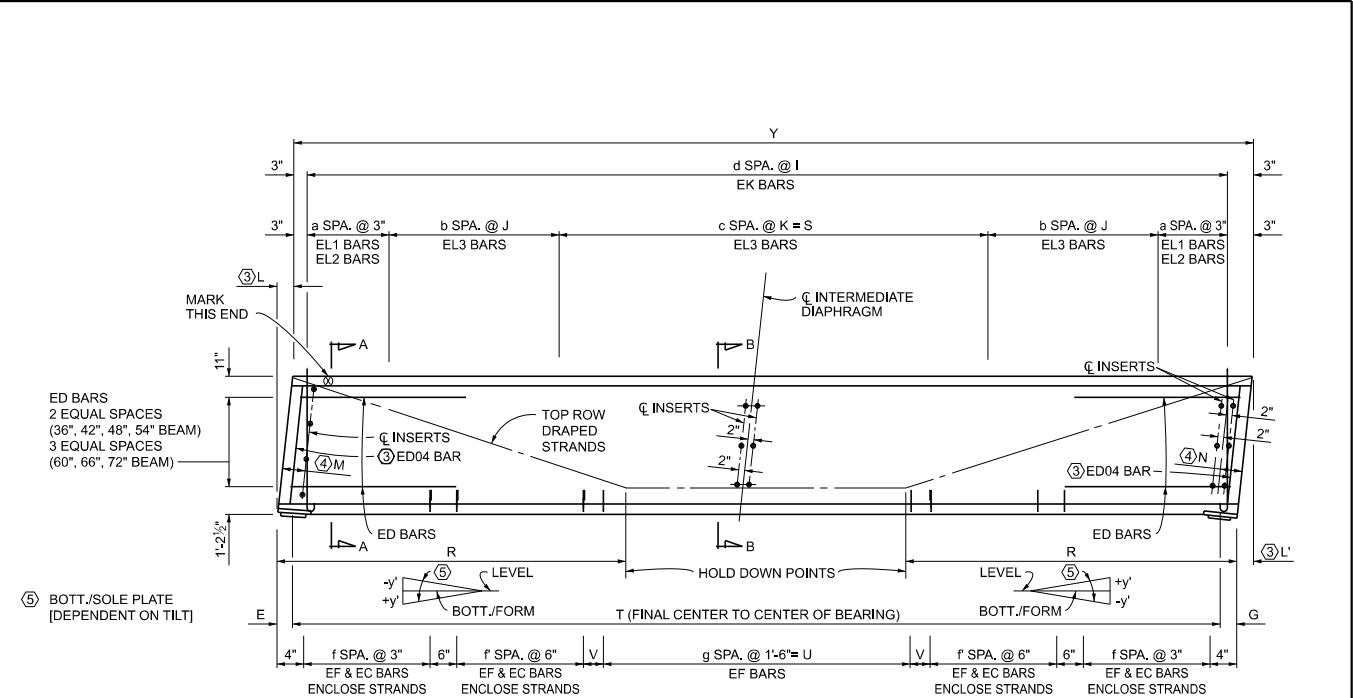 Y
3" d SPA. @ I 3"
EK BARS
3" a SPA. @ 3" b SPA. @ J c SPA. @ K = S b SPA. @ J a SPA. @ 3" 3"
EL1 BARS EL3 BARS EL3 BARS EL3 BARS EL1 BARS
EL2 BARS EL2 BARS
3 L
MARK
THIS END
℄ INTERMEDIATE
DIAPHRAGM
A B
11"
℄ INSERTS
ED BARS
2 EQUAL SPACES
(36", 42", 48", 54" BEAM)
3 EQUAL SPACES
(60", 66", 72" BEAM)
℄ INSERTS
3 ED04 BAR
4 M
TOP ROW
DRAPED
STRANDS
℄ INSERTS
2"
2"
2"
2"
3 ED04 BAR
4 N
1'-2½"
ED BARS ED BARS
A B
R R
3 L'
HOLD DOWN POINTS
-y' 5 LEVEL LEVEL 5 +y'
+y' BOTT./FORM BOTT./FORM -y'
5 BOTT./SOLE PLATE
[DEPENDENT ON TILT]
E T (FINAL CENTER TO CENTER OF BEARING) G
4" f SPA. @ 3" 6" f' SPA. @ 6" V g SPA. @ 1'-6"= U V f' SPA. @ 6" 6" f SPA. @ 3" 4"
EF & EC BARS EF & EC BARS EF BARS EF & EC BARS EF & EC BARS
ENCLOSE STRANDS ENCLOSE STRANDS ENCLOSE STRANDS ENCLOSE STRANDS